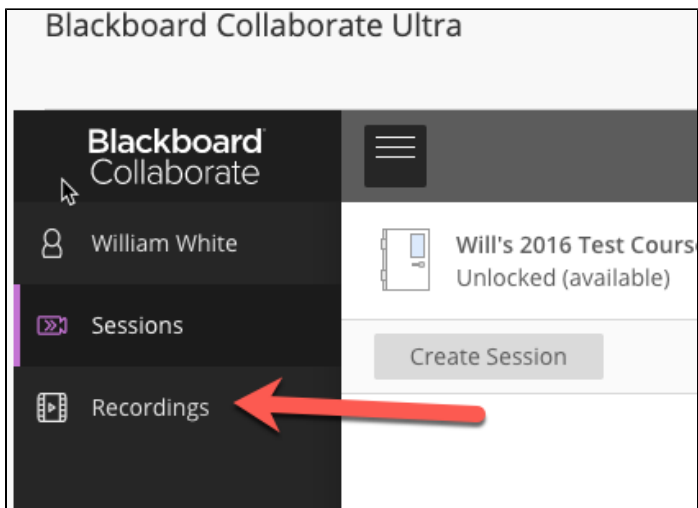 Blackboard Collaborate Ultra
Blackboard
Collaborate
William White
Will's 2016 Test Cours
Unlocked (available)
Sessions
Create Session
Recordings